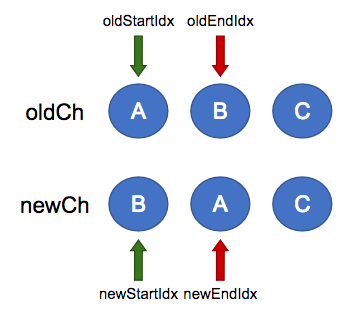 oldStartIdx oldEndIdx
oldCh A B C
newCh B A C
newStartIdx newEndIdx